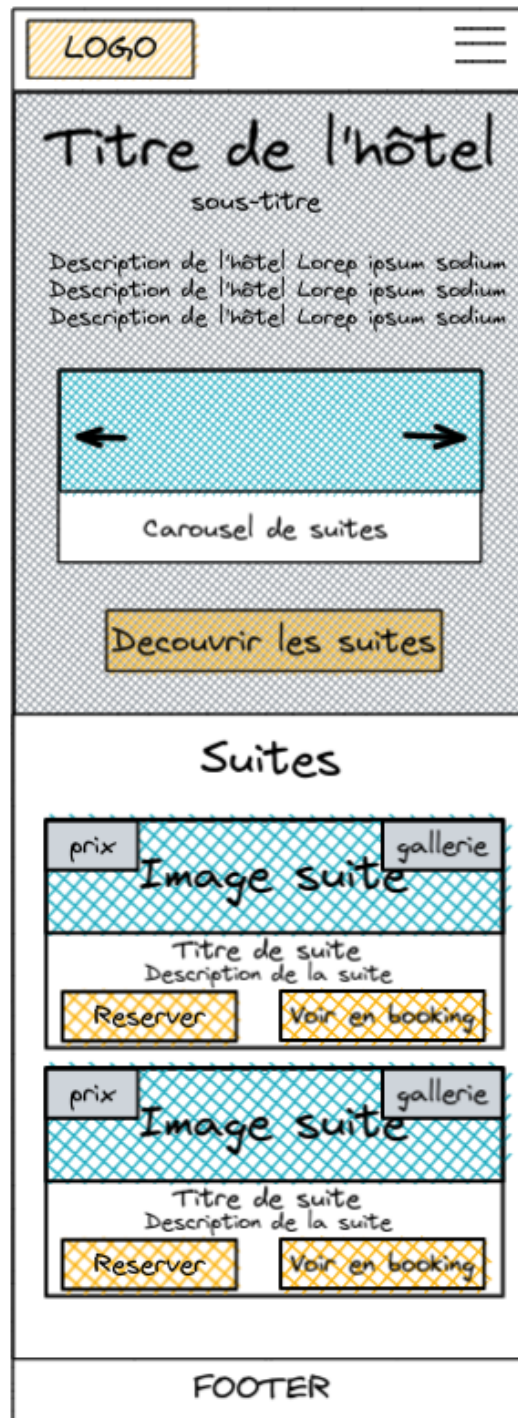 LOGO
Titre de l'hôtel
sous-titre
Description de l'hôtel Lorep ipsum sodium
Description de l'hôtel Lorep ipsum sodium
Description de l'hôtel Lorep ipsum sodium
Carousel de suites
Decouvrir les suites
Suites
prix
gallerie
Image suite
Titre de suite
Description de la suite
Reserver
Voir en booking
prix
gallerie
Image suite
Titre de suite
Description de la suite
Reserver
Voir en booking
FOOTER